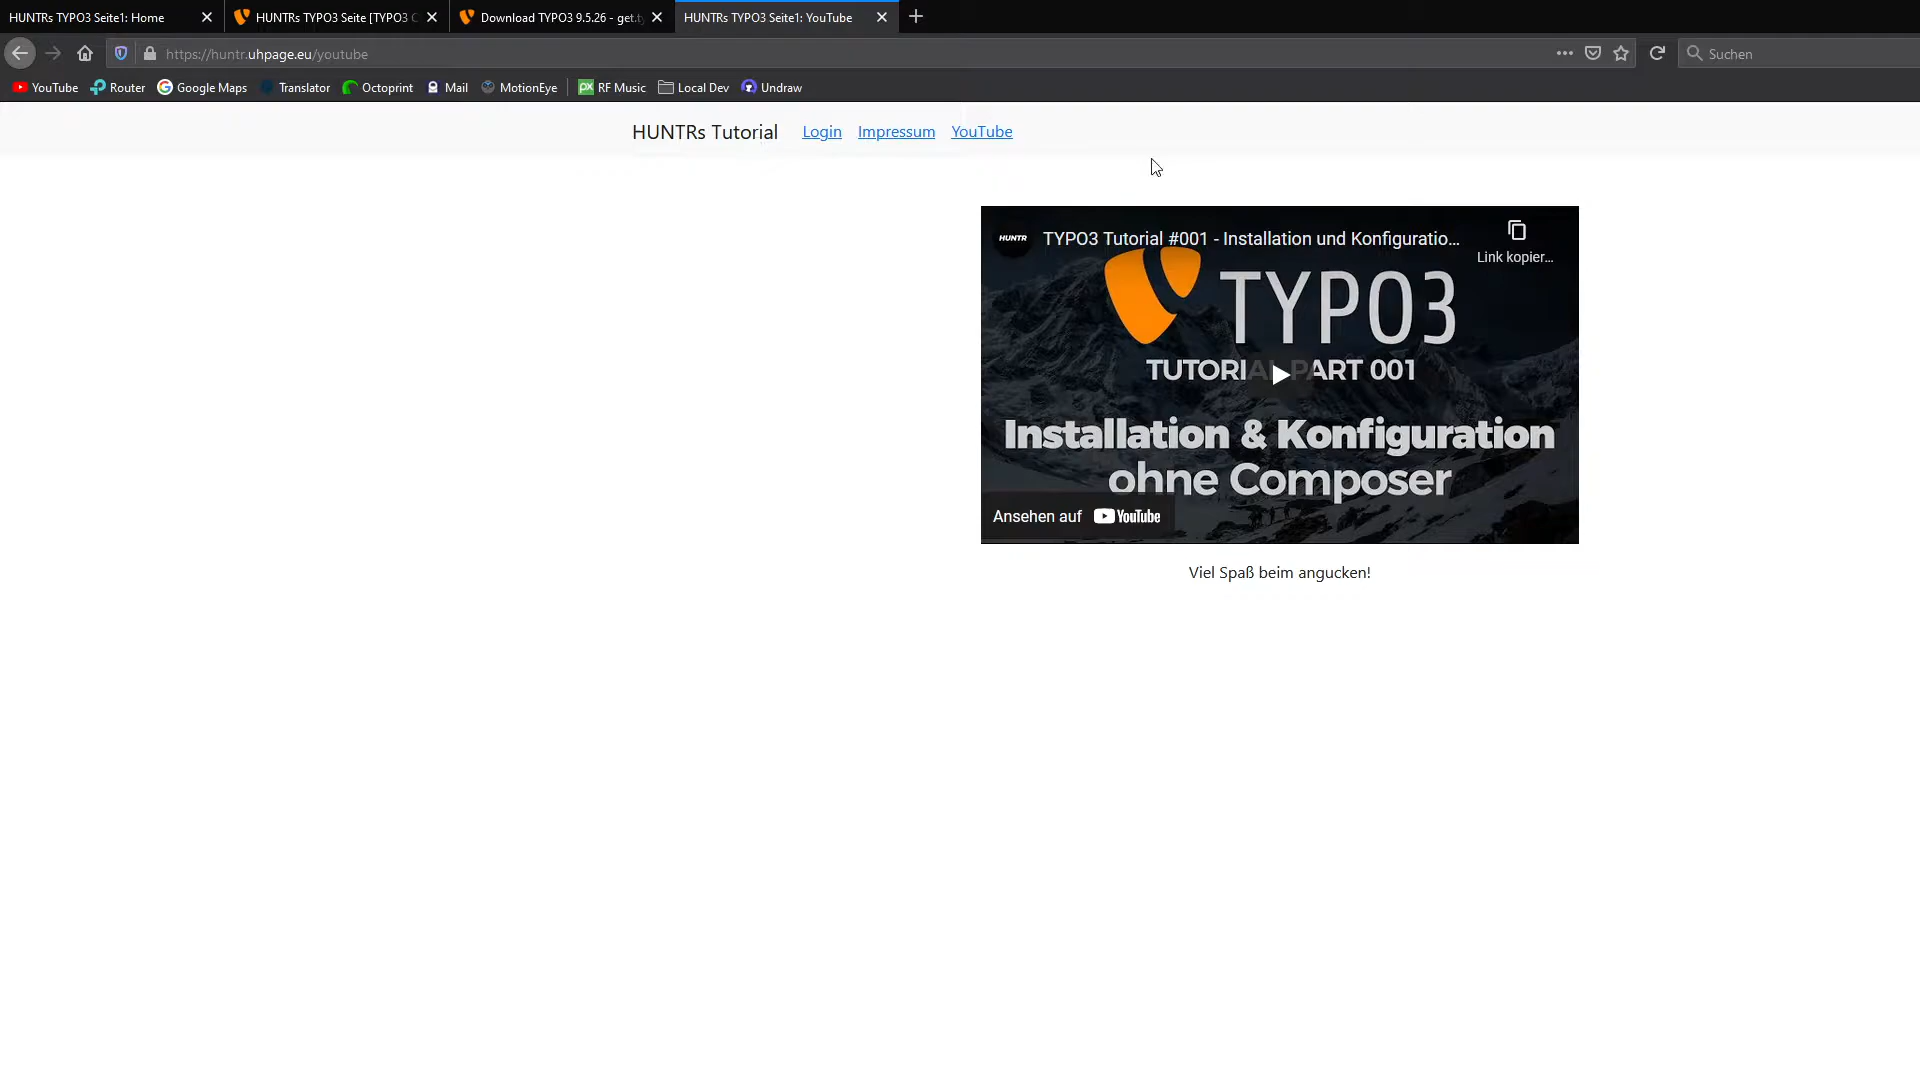 HUNTRs TYPO3 Seite1: Home
HUNTRs TYPO3 Seite [TYPO3 C
Download TYPO3 9.5.26 - get.ty
HUNTRs TYPO3 Seite1: YouTube
https://huntr.uhpage.eu/youtube
Suchen
YouTube
Router
Google Maps
Translator
Octoprint
Mail
MotionEye
RF Music
Local Dev
Undraw
HUNTRs Tutorial
Login
Impressum
YouTube
HUNTR
TYPO3 Tutorial #001 - Installation und Konfiguratio...
Link kopier...
TYPO3
TUTORIAL PART 001
Installation & Konfiguration
ohne Composer
Ansehen auf YouTube
Viel Spaß beim angucken!